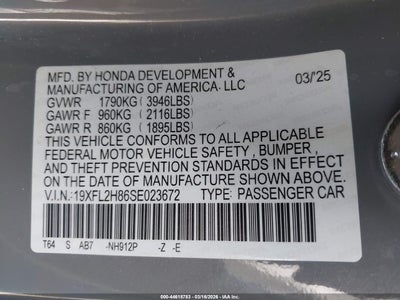 MFD. BY HONDA DEVELOPMENT &
MANUFACTURING OF AMERICA, LLC
03/25
GVWR 1790KG (3946LBS)
GAWR F 960KG (2116LBS)
GAWR R 860KG (1895LBS)
THIS VEHICLE CONFORMS TO ALL APPLICABLE
FEDERAL MOTOR VEHICLE SAFETY , BUMPER ,
AND THEFT PREVENTION STANDARDS IN EFFECT
ON THE DATE OF MANUFACTURE SHOWN ABOVE.
V.I.N.: 19XFL2H86SE023672 TYPE: PASSENGER CAR
T64 S AB7 -NH912P -Z -E
000-44615783 - 03/16/2026 - IAA Inc.